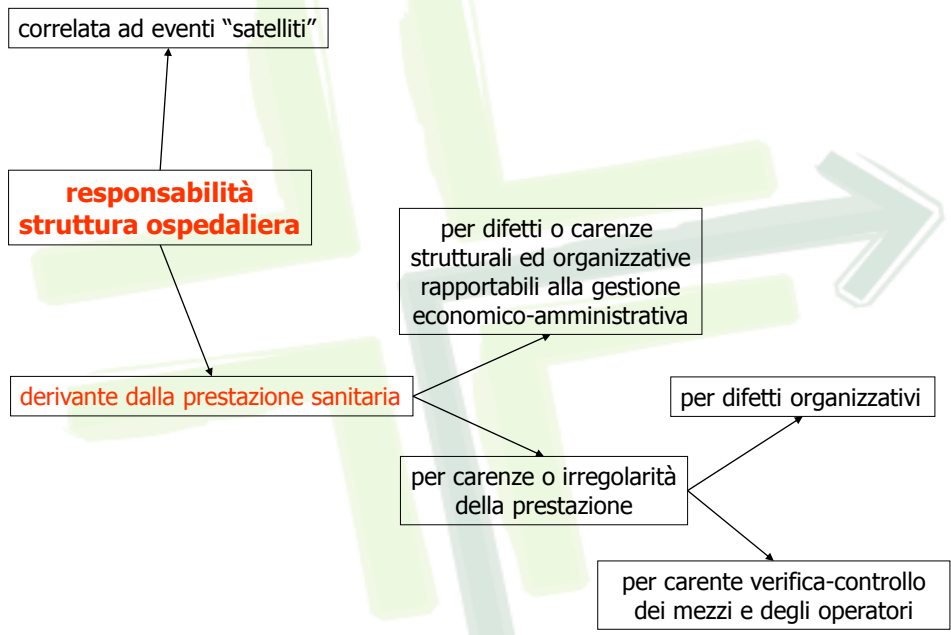 correlata ad eventi “satelliti”
responsabilità
struttura ospedaliera
per difetti o carenze
strutturali ed organizzative
rapportabili alla gestione
economico-amministrativa
derivante dalla prestazione sanitaria
per difetti organizzativi
per carenze o irregolarità
della prestazione
per carente verifica-controllo
dei mezzi e degli operatori